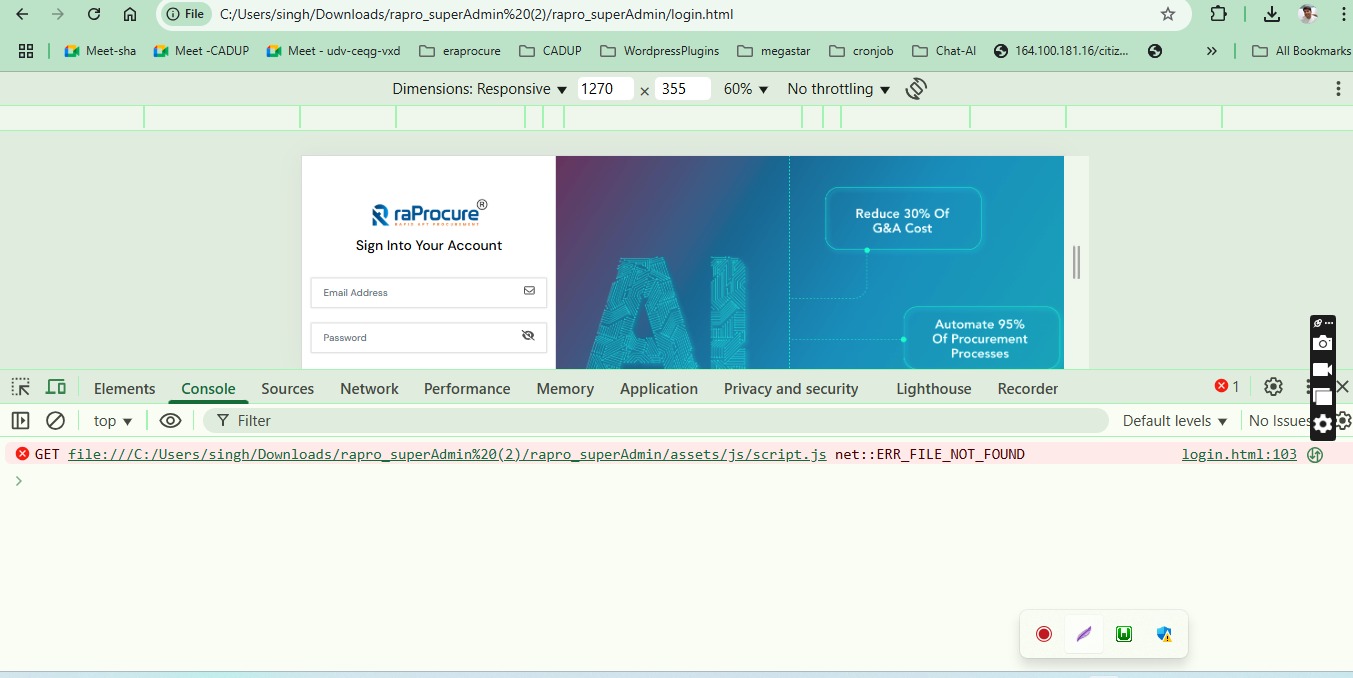 File C:/Users/singh/Downloads/rapro_superAdmin%20(2)/rapro_superAdmin/login.html
Meet-sha Meet -CADUP Meet - udv-ceqg-vxd eraprocure CADUP WordpressPlugins megastar cronjob Chat-AI 164.100.181.16/citiz... » All Bookmarks
Dimensions: Responsive 1270 × 355 60% No throttling
raProcure®
RAPID APT PROCUREMENT
Sign Into Your Account
Email Address
Password
AI
Reduce 30% Of
G&A Cost
Automate 95%
Of Procurement
Processes
Elements Console Sources Network Performance Memory Application Privacy and security Lighthouse Recorder 1
top Filter Default levels No Issues
GET file:///C:/Users/singh/Downloads/rapro_superAdmin%20(2)/rapro_superAdmin/assets/js/script.js net::ERR_FILE_NOT_FOUND login.html:103